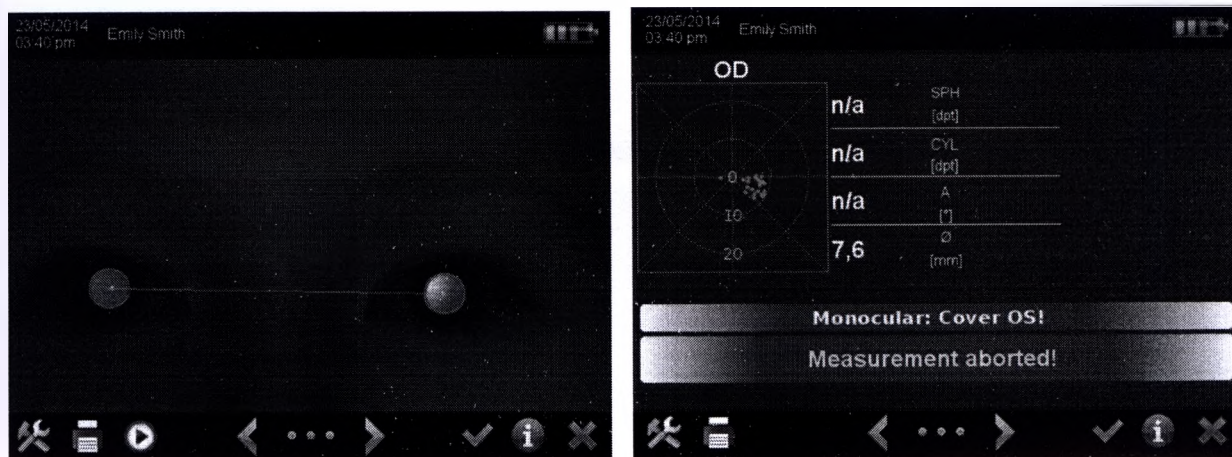 23/05/2014
03:40 pm
Emily Smith
23/05/2014
03:40 pm
Emily Smith
OD
0
10
20
n/a
SPH
[dpt]
n/a
CYL
[dpt]
n/a
A
[°]
7,6
Ø
[mm]
Monocular: Cover OS!
Measurement aborted!